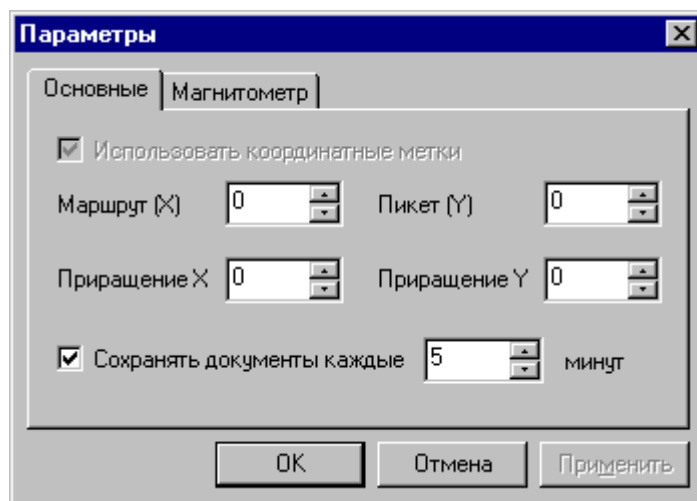 Параметры
Основные Магнитометр
Использовать координатные метки
Маршрут (X) 0 Пикет (Y) 0
Приращение X 0 Приращение Y 0
Сохранять документы каждые 5 минут
OK Отмена Применить